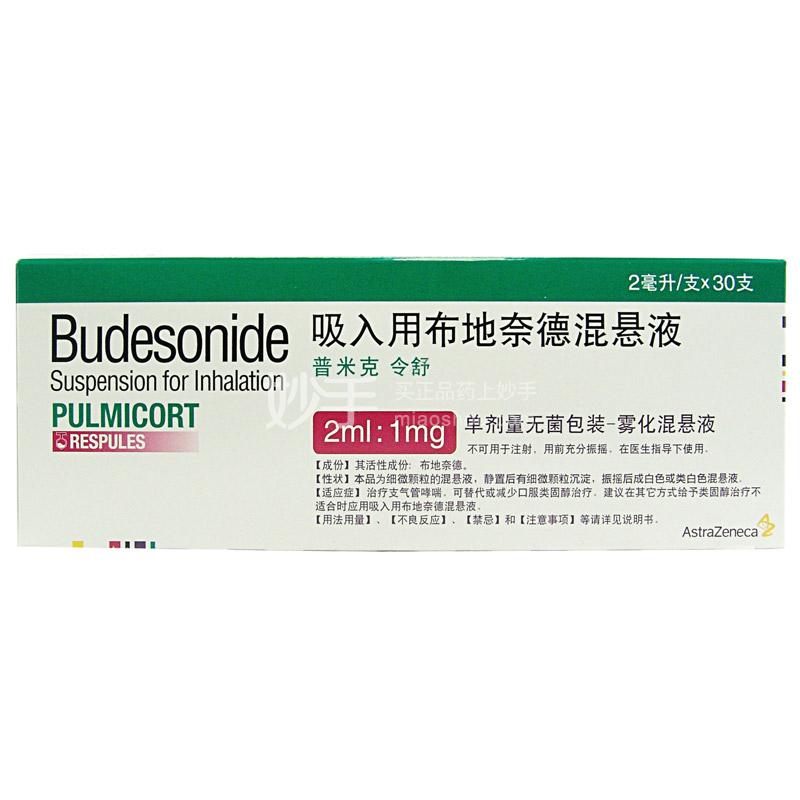 2毫升/支×30支
Budesonide
Suspension for Inhalation
PULMICORT
RESPULES
吸入用布地奈德混悬液
普米克 令舒
妙手
买正品药上妙手
miaosh
2ml:1mg
单剂量无菌包装-雾化混悬液
不可用于注射，用前充分振摇，在医生指导下使用。
【成份】其活性成份：布地奈德。
【性状】本品为细微颗粒的混悬液，静置后有细微颗粒沉淀，振摇后成白色或类白色混悬液。
【适应症】治疗支气管哮喘。可替代或减少口服类固醇治疗。建议在其它方式给予类固醇治疗不
适合时应用吸入用布地奈德混悬液。
【用法用量】、【不良反应】、【禁忌】和【注意事项】等请详见说明书。
AstraZeneca